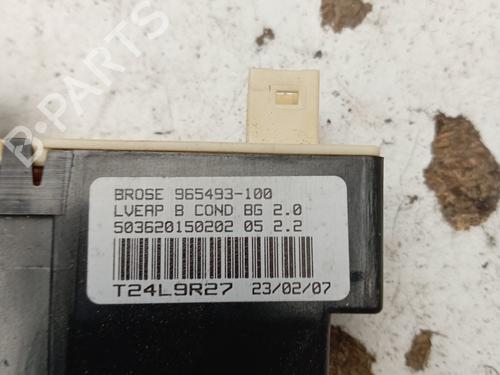 B-PARTS
BROSE 965493-100
LVEAP B COND BG 2.0
503620150202 05 2.2
T24L9R27 23/02/07